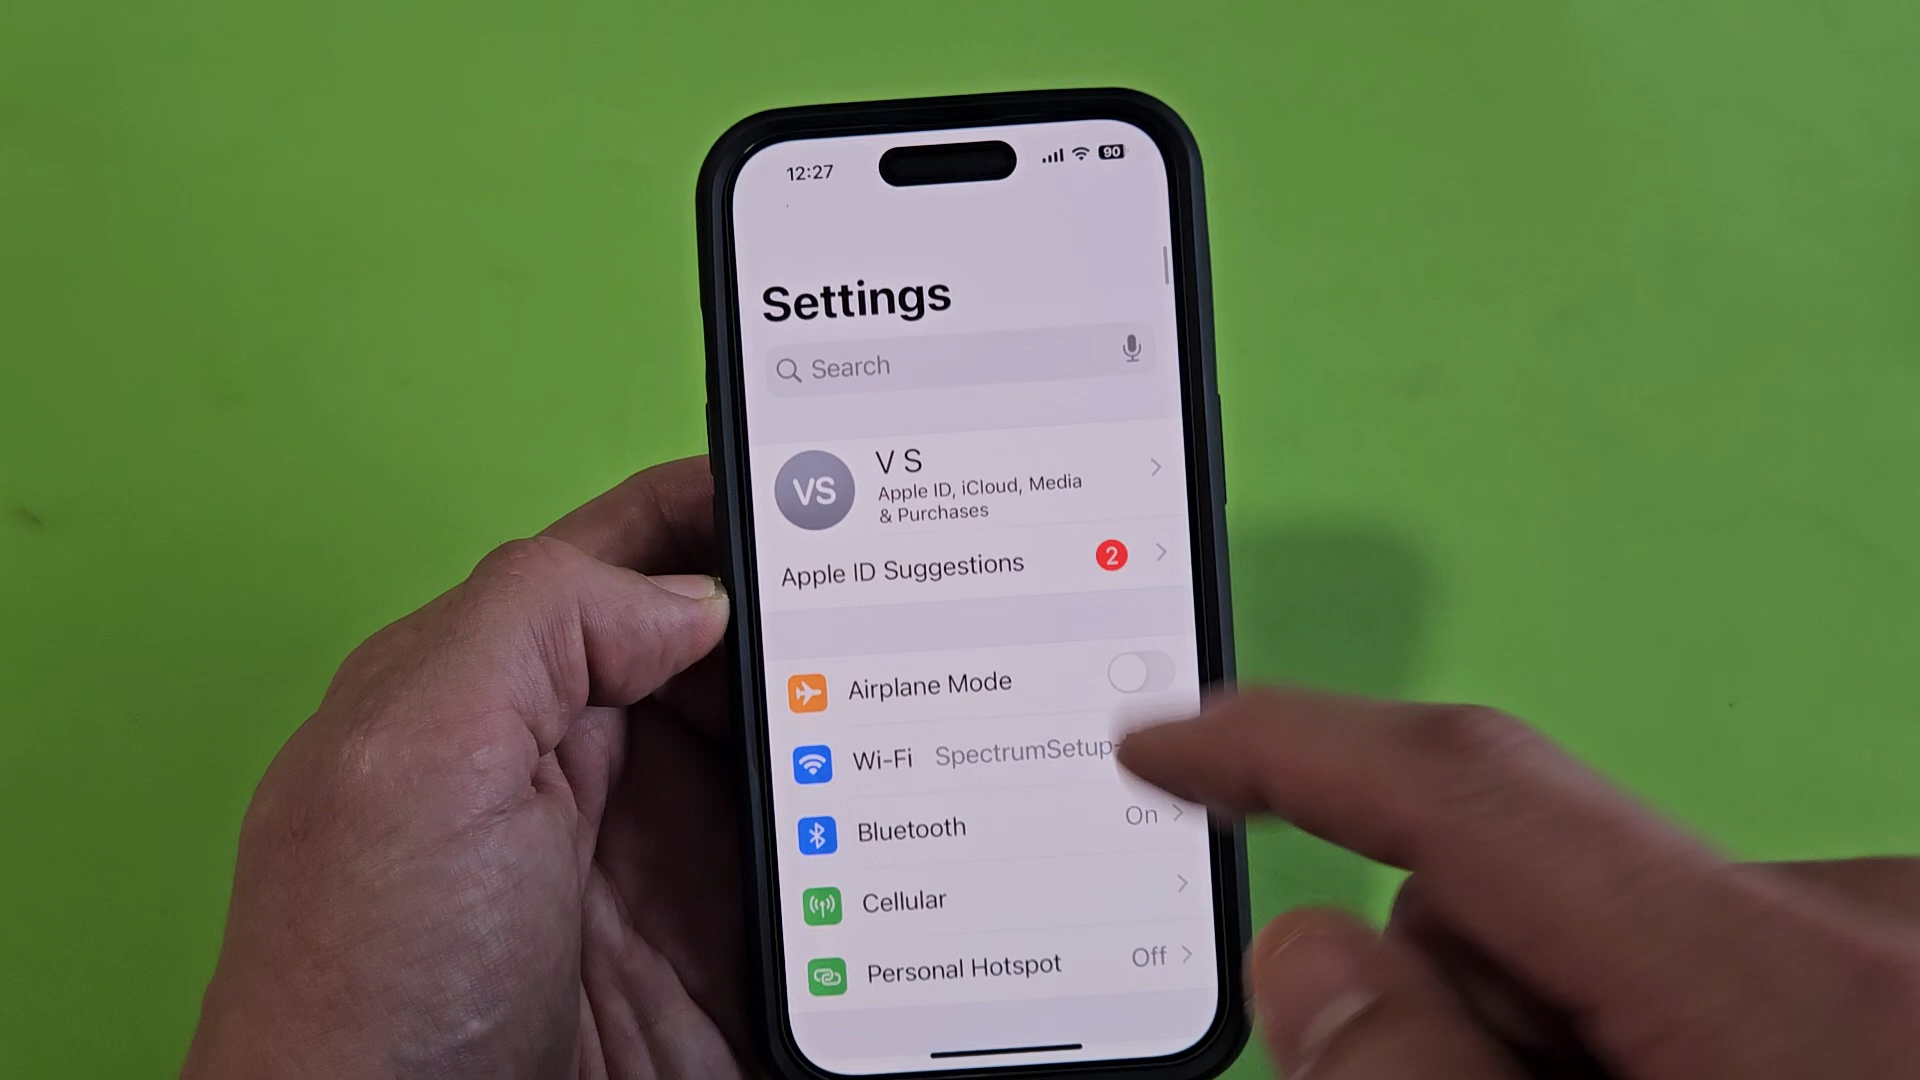 12:27
90
Settings
Search
VS
V S
Apple ID, iCloud, Media
& Purchases
Apple ID Suggestions
2
Airplane Mode
Wi-Fi SpectrumSetup-
Bluetooth On
Cellular
Personal Hotspot Off